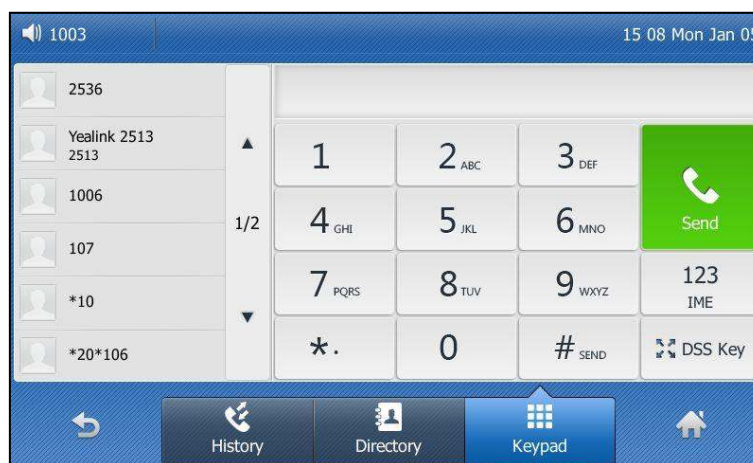 1003
15 08 Mon Jan 05
2536
Yealink 2513
2513
1006
107
*10
*20*106
1/2
1
2 ABC
3 DEF
Send
4 GHI
5 JKL
6 MNO
7 PQRS
8 TUV
9 WXYZ
123
IME
*.
0
# SEND
DSS Key
History
Directory
Keypad